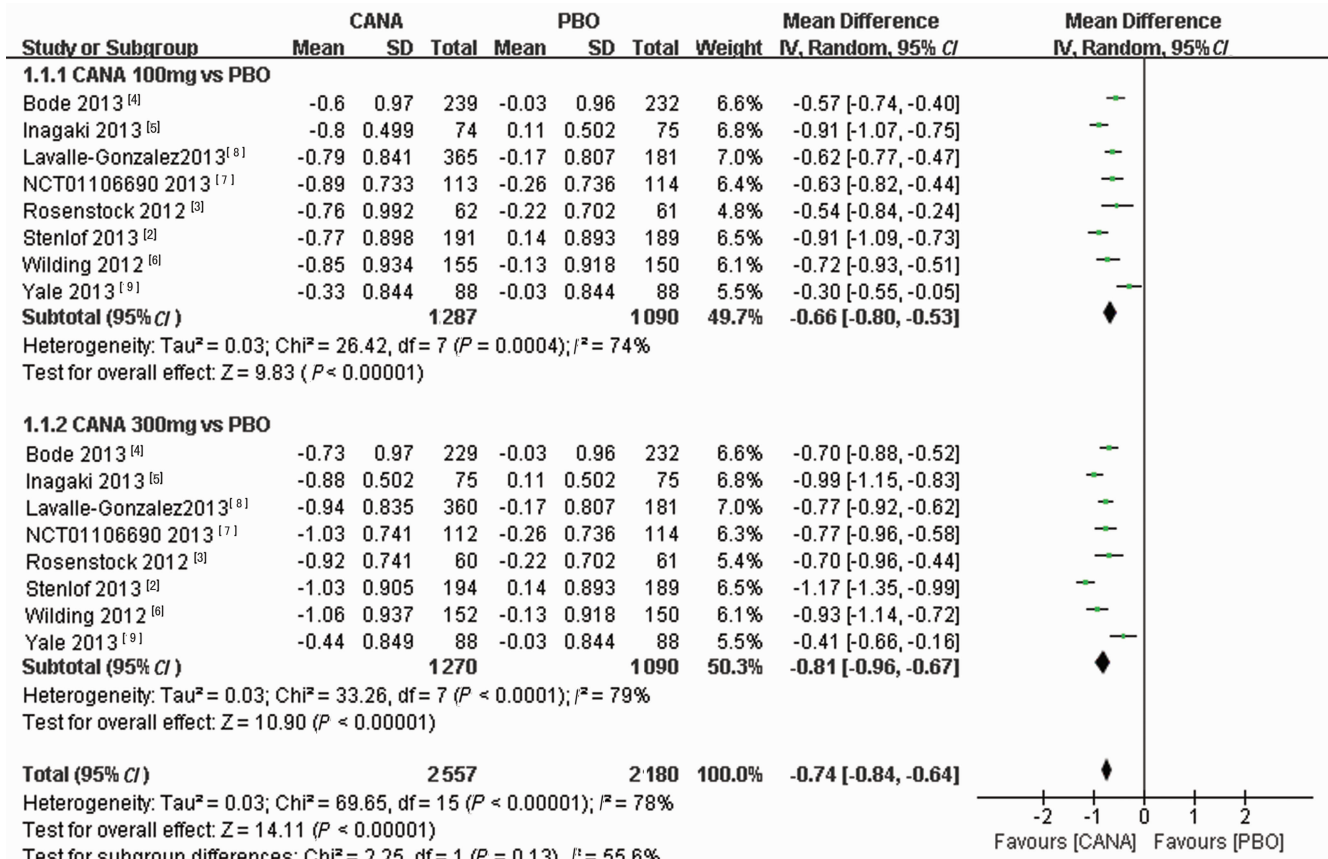 CANA PBO Mean Difference Mean Difference
Study or Subgroup Mean SD Total Mean SD Total Weight IV, Random, 95% CI IV, Random, 95% CI
1.1.1 CANA 100mg vs PBO
Bode 2013 [4] -0.6 0.97 239 -0.03 0.96 232 6.6% -0.57 [-0.74, -0.40]
Inagaki 2013 [5] -0.8 0.499 74 0.11 0.502 75 6.8% -0.91 [-1.07, -0.75]
Lavalle-Gonzalez2013[8] -0.79 0.841 365 -0.17 0.807 181 7.0% -0.62 [-0.77, -0.47]
NCT01106690 2013 [7] -0.89 0.733 113 -0.26 0.736 114 6.4% -0.63 [-0.82, -0.44]
Rosenstock 2012 [3] -0.76 0.992 62 -0.22 0.702 61 4.8% -0.54 [-0.84, -0.24]
Stenlof 2013 [2] -0.77 0.898 191 0.14 0.893 189 6.5% -0.91 [-1.09, -0.73]
Wilding 2012 [6] -0.85 0.934 155 -0.13 0.918 150 6.1% -0.72 [-0.93, -0.51]
Yale 2013 [9] -0.33 0.844 88 -0.03 0.844 88 5.5% -0.30 [-0.55, -0.05]
Subtotal (95% CI) 1287 1090 49.7% -0.66 [-0.80, -0.53]
Heterogeneity: Tau² = 0.03; Chi² = 26.42, df = 7 (P = 0.0004); I² = 74%
Test for overall effect: Z = 9.83 (P < 0.00001)
1.1.2 CANA 300mg vs PBO
Bode 2013 [4] -0.73 0.97 229 -0.03 0.96 232 6.6% -0.70 [-0.88, -0.52]
Inagaki 2013 [5] -0.88 0.502 75 0.11 0.502 75 6.8% -0.99 [-1.15, -0.83]
Lavalle-Gonzalez2013[8] -0.94 0.835 360 -0.17 0.807 181 7.0% -0.77 [-0.92, -0.62]
NCT01106690 2013 [7] -1.03 0.741 112 -0.26 0.736 114 6.3% -0.77 [-0.96, -0.58]
Rosenstock 2012 [3] -0.92 0.741 60 -0.22 0.702 61 5.4% -0.70 [-0.96, -0.44]
Stenlof 2013 [2] -1.03 0.905 194 0.14 0.893 189 6.5% -1.17 [-1.35, -0.99]
Wilding 2012 [6] -1.06 0.937 152 -0.13 0.918 150 6.1% -0.93 [-1.14, -0.72]
Yale 2013 [9] -0.44 0.849 88 -0.03 0.844 88 5.5% -0.41 [-0.66, -0.16]
Subtotal (95% CI) 1270 1090 50.3% -0.81 [-0.96, -0.67]
Heterogeneity: Tau² = 0.03; Chi² = 33.26, df = 7 (P < 0.0001); I² = 79%
Test for overall effect: Z = 10.90 (P < 0.00001)
Total (95% CI) 2557 2180 100.0% -0.74 [-0.84, -0.64]
Heterogeneity: Tau² = 0.03; Chi² = 69.65, df = 15 (P < 0.00001); I² = 78%
Test for overall effect: Z = 14.11 (P < 0.00001)
Test for subgroup differences: Chi² = 2.25, df = 1 (P = 0.13), I² = 55.6%
-2 -1 0 1 2
Favours [CANA] Favours [PBO]